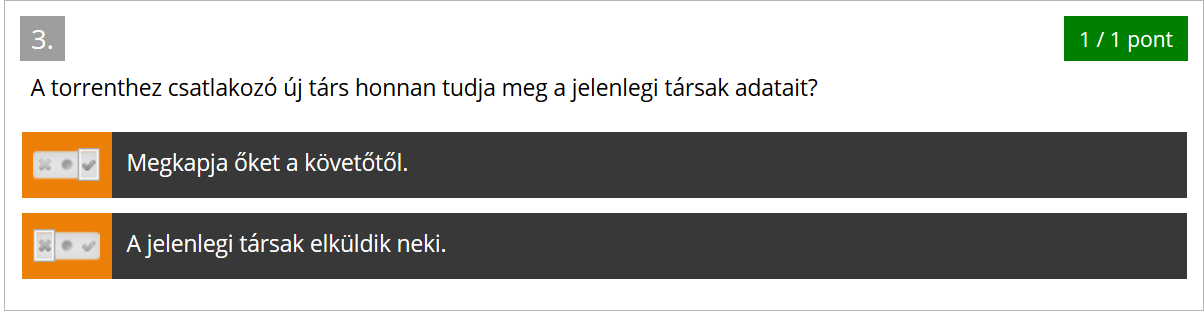 3.
1 / 1 pont
A torrenthez csatlakozó új társ honnan tudja meg a jelenlegi társak adatait?
Megkapja őket a követőtől.
A jelenlegi társak elküldik neki.